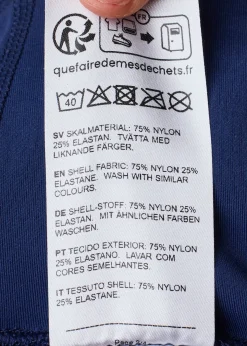 FR
quefairedemesdechets.fr
40
SV SKALMATERIAL: 75% NYLON
25% ELASTAN. TVÄTTA MED
LIKNANDE FÄRGER.
EN SHELL FABRIC: 75% NYLON 25%
ELASTANE. WASH WITH SIMILAR
COLOURS.
DE SHELL-STOFF: 75% NYLON 25%
ELASTAN. MIT ÄHNLICHEN FARBEN
WASCHEN.
PT TECIDO EXTERIOR: 75% NYLON
25% ELASTANO. LAVAR COM
CORES SEMELHANTES.
IT TESSUTO SHELL: 75% NYLON
25% ELASTANE.
Page